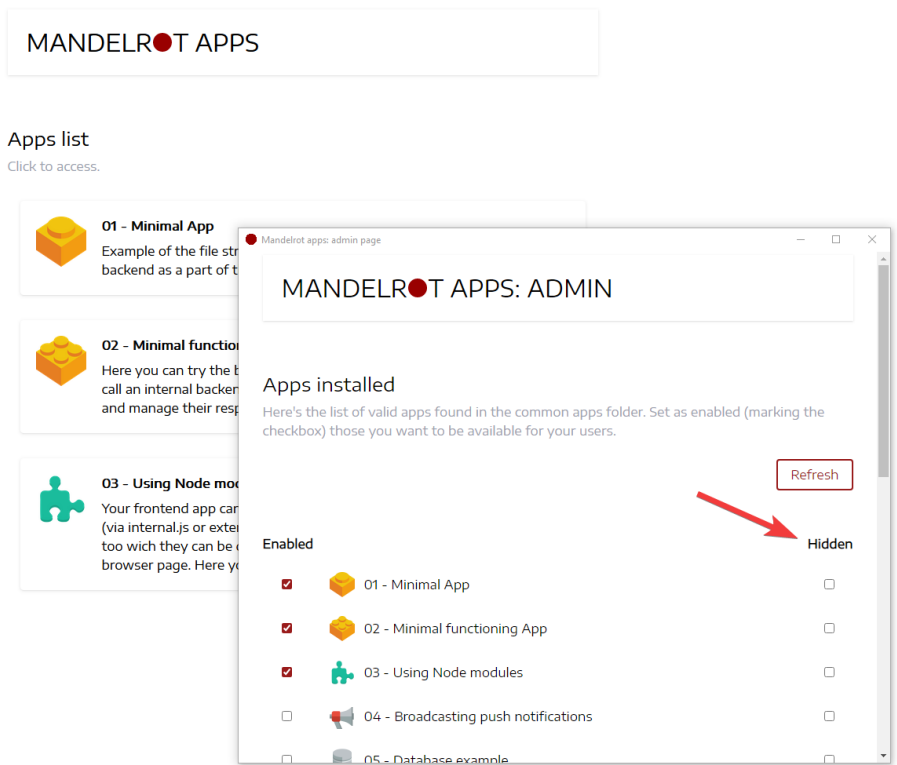 MANDELROT APPS
Apps list
Click to access.
01 - Minimal App
Example of the file str
backend as a part of t
02 - Minimal functio
Here you can try the b
call an internal backer
and manage their resp
03 - Using Node mo
Your frontend app car
(via internal.js or exter
too wich they can be
browser page. Here yo
Mandelrot apps: admin page
MANDELROT APPS: ADMIN
Apps installed
Here's the list of valid apps found in the common apps folder. Set as enabled (marking the
checkbox) those you want to be available for your users.
Refresh
Enabled Hidden
01 - Minimal App
02 - Minimal functioning App
03 - Using Node modules
04 - Broadcasting push notifications
05 - Database example